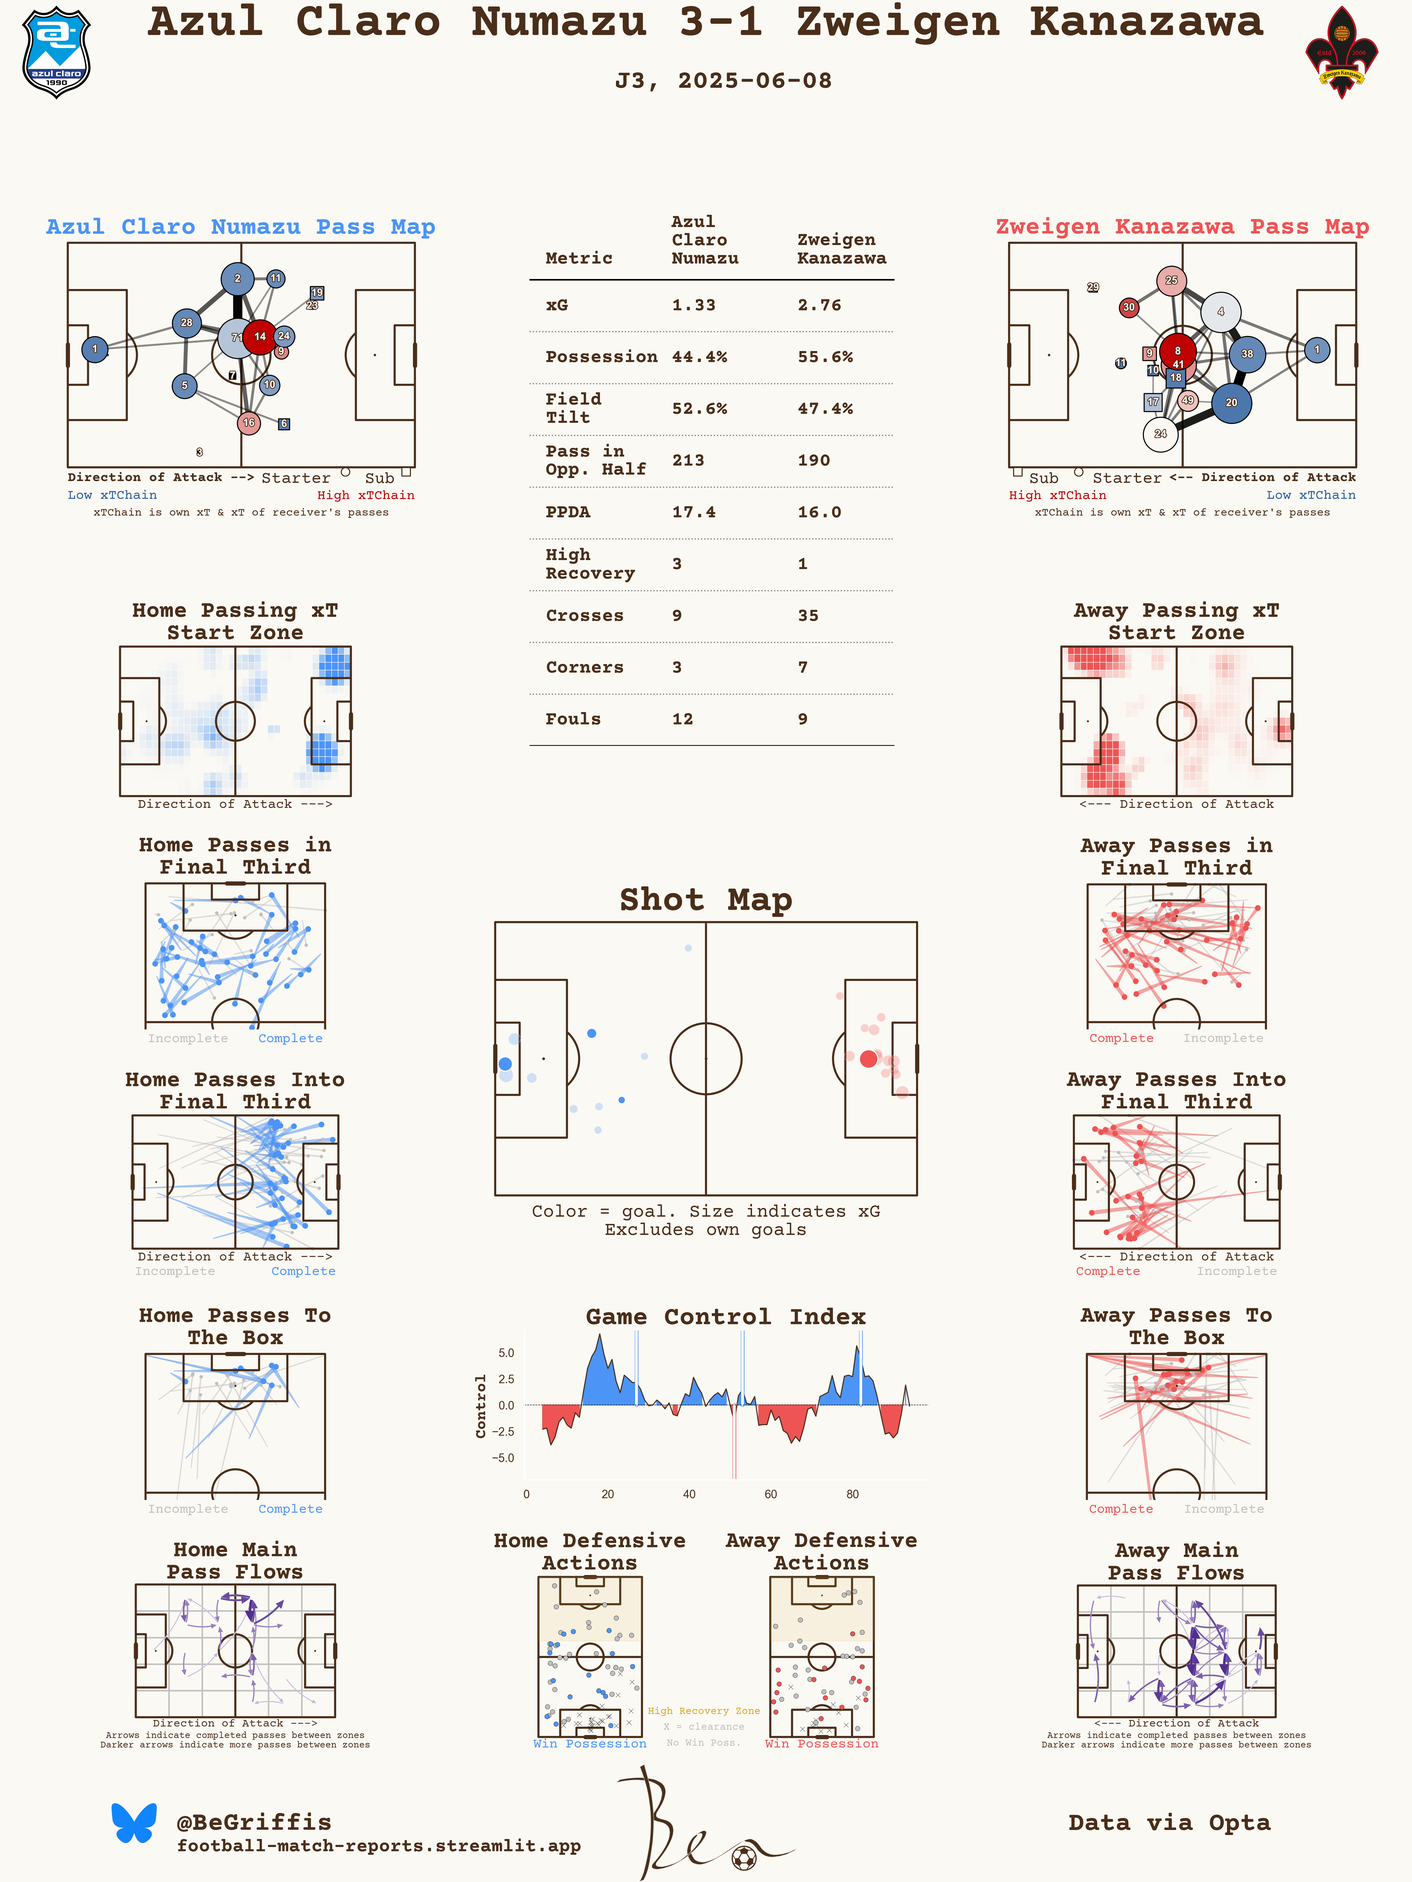 Azul Claro Numazu 3-1 Zweigen Kanazawa
J3, 2025-06-08
azul claro
1990
Estd 2004
Zweigen Kanazawa
Azul Claro Numazu Pass Map
2
11
19
23
28
71
14
24
9
1
7
5
10
16
6
3
Direction of Attack --> Starter Sub
Low xTChain High xTChain
xTChain is own xT & xT of receiver's passes
Metric Azul Claro Numazu Zweigen Kanazawa
xG 1.33 2.76
Possession 44.4% 55.6%
Field Tilt 52.6% 47.4%
Pass in Opp. Half 213 190
PPDA 17.4 16.0
High Recovery 3 1
Crosses 9 35
Corners 3 7
Fouls 12 9
Zweigen Kanazawa Pass Map
25
29
30
4
9
8
38
1
11
10
41
18
17
49
20
24
Sub Starter <-- Direction of Attack
High xTChain Low xTChain
xTChain is own xT & xT of receiver's passes
Home Passing xT
Start Zone
Direction of Attack --->
Away Passing xT
Start Zone
<--- Direction of Attack
Home Passes in
Final Third
Incomplete Complete
Away Passes in
Final Third
Complete Incomplete
Shot Map
Color = goal. Size indicates xG
Excludes own goals
Home Passes Into
Final Third
Direction of Attack --->
Incomplete Complete
Away Passes Into
Final Third
<--- Direction of Attack
Complete Incomplete
Home Passes To
The Box
Incomplete Complete
Game Control Index
Control
5.0
2.5
0.0
−2.5
−5.0
0 20 40 60 80
Away Passes To
The Box
Complete Incomplete
Home Main
Pass Flows
Direction of Attack --->
Arrows indicate completed passes between zones
Darker arrows indicate more passes between zones
Home Defensive
Actions
Win Possession
High Recovery Zone
X = clearance
No Win Poss.
Away Defensive
Actions
Win Possession
Away Main
Pass Flows
<--- Direction of Attack
Arrows indicate completed passes between zones
Darker arrows indicate more passes between zones
@BeGriffis
football-match-reports.streamlit.app
Ben
Data via Opta